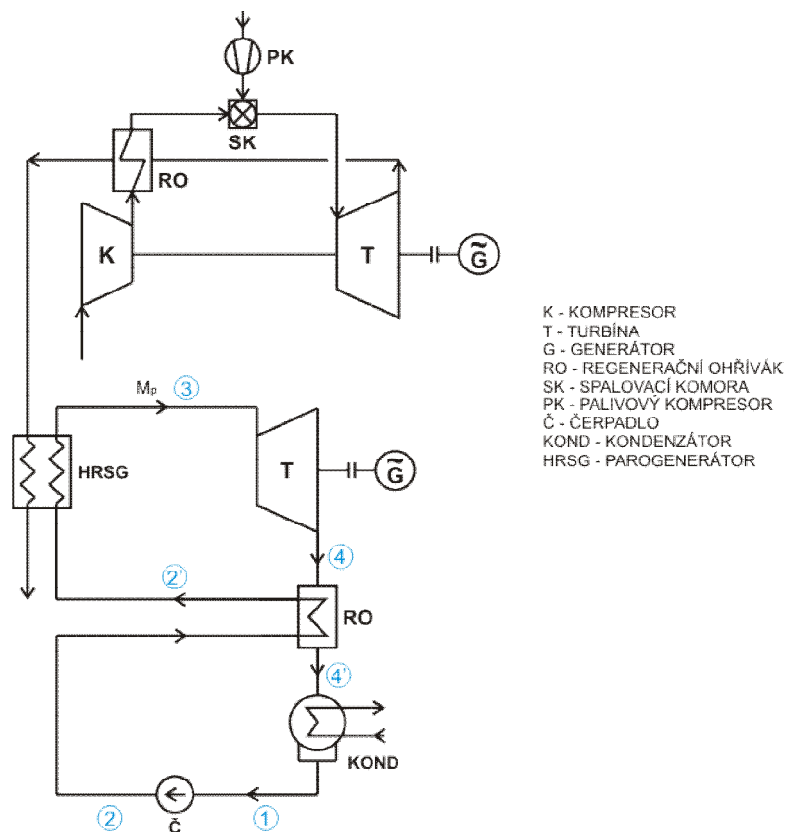 PK
SK
RO
K
T
G̃
K - KOMPRESOR
T - TURBÍNA
G - GENERÁTOR
RO - REGENERAČNÍ OHŘÍVÁK
SK - SPALOVACÍ KOMORA
PK - PALIVOVÝ KOMPRESOR
Č - ČERPADLO
KOND - KONDENZÁTOR
HRSG - PAROGENERÁTOR
Mp 3
HRSG
T
G̃
4
2'
RO
4'
KOND
2
Č
1